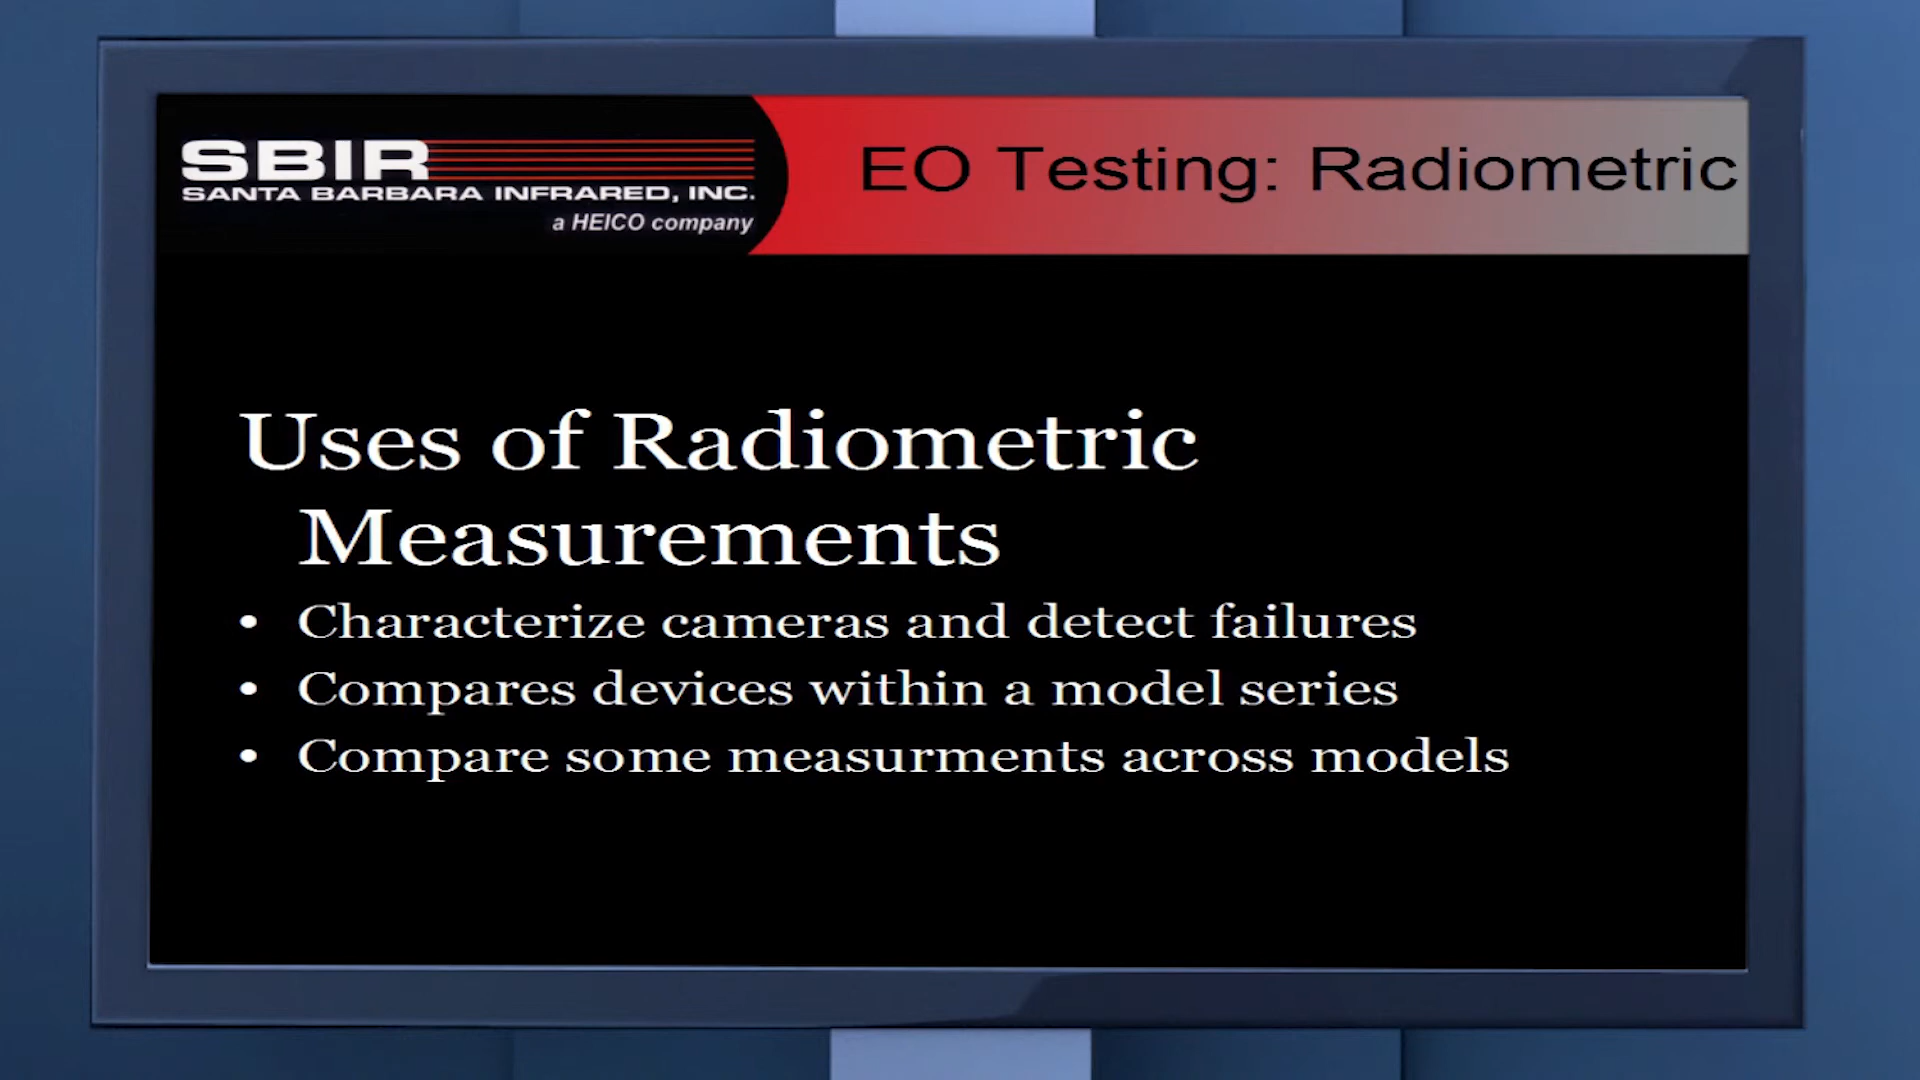 SBIR
SANTA BARBARA INFRARED, INC.
a HEICO company
EO Testing: Radiometric
Uses of Radiometric
Measurements
• Characterize cameras and detect failures
• Compares devices within a model series
• Compare some measurments across models